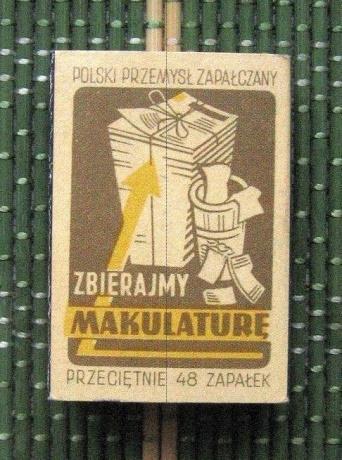 POLSKI PRZEMYSŁ ZAPAŁCZANY
ZBIERAJMY
MAKULATURĘ
PRZECIĘTNIE 48 ZAPAŁEK